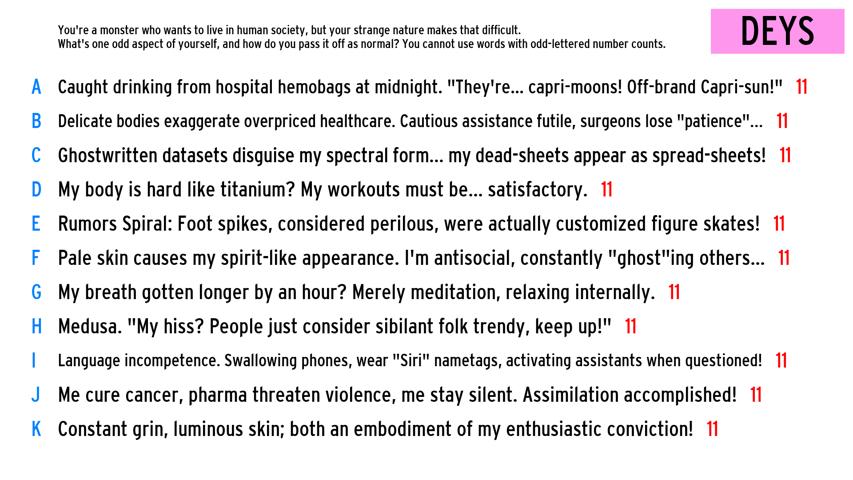 You're a monster who wants to live in human society, but your strange nature makes that difficult.
What's one odd aspect of yourself, and how do you pass it off as normal? You cannot use words with odd-lettered number counts.
DEYS
A Caught drinking from hospital hemobags at midnight. "They're... capri-moons! Off-brand Capri-sun!" 11
B Delicate bodies exaggerate overpriced healthcare. Cautious assistance futile, surgeons lose "patience"... 11
C Ghostwritten datasets disguise my spectral form... my dead-sheets appear as spread-sheets! 11
D My body is hard like titanium? My workouts must be... satisfactory. 11
E Rumors Spiral: Foot spikes, considered perilous, were actually customized figure skates! 11
F Pale skin causes my spirit-like appearance. I'm antisocial, constantly "ghost"ing others... 11
G My breath gotten longer by an hour? Merely meditation, relaxing internally. 11
H Medusa. "My hiss? People just consider sibilant folk trendy, keep up!" 11
I Language incompetence. Swallowing phones, wear "Siri" nametags, activating assistants when questioned! 11
J Me cure cancer, pharma threaten violence, me stay silent. Assimilation accomplished! 11
K Constant grin, luminous skin; both an embodiment of my enthusiastic conviction! 11